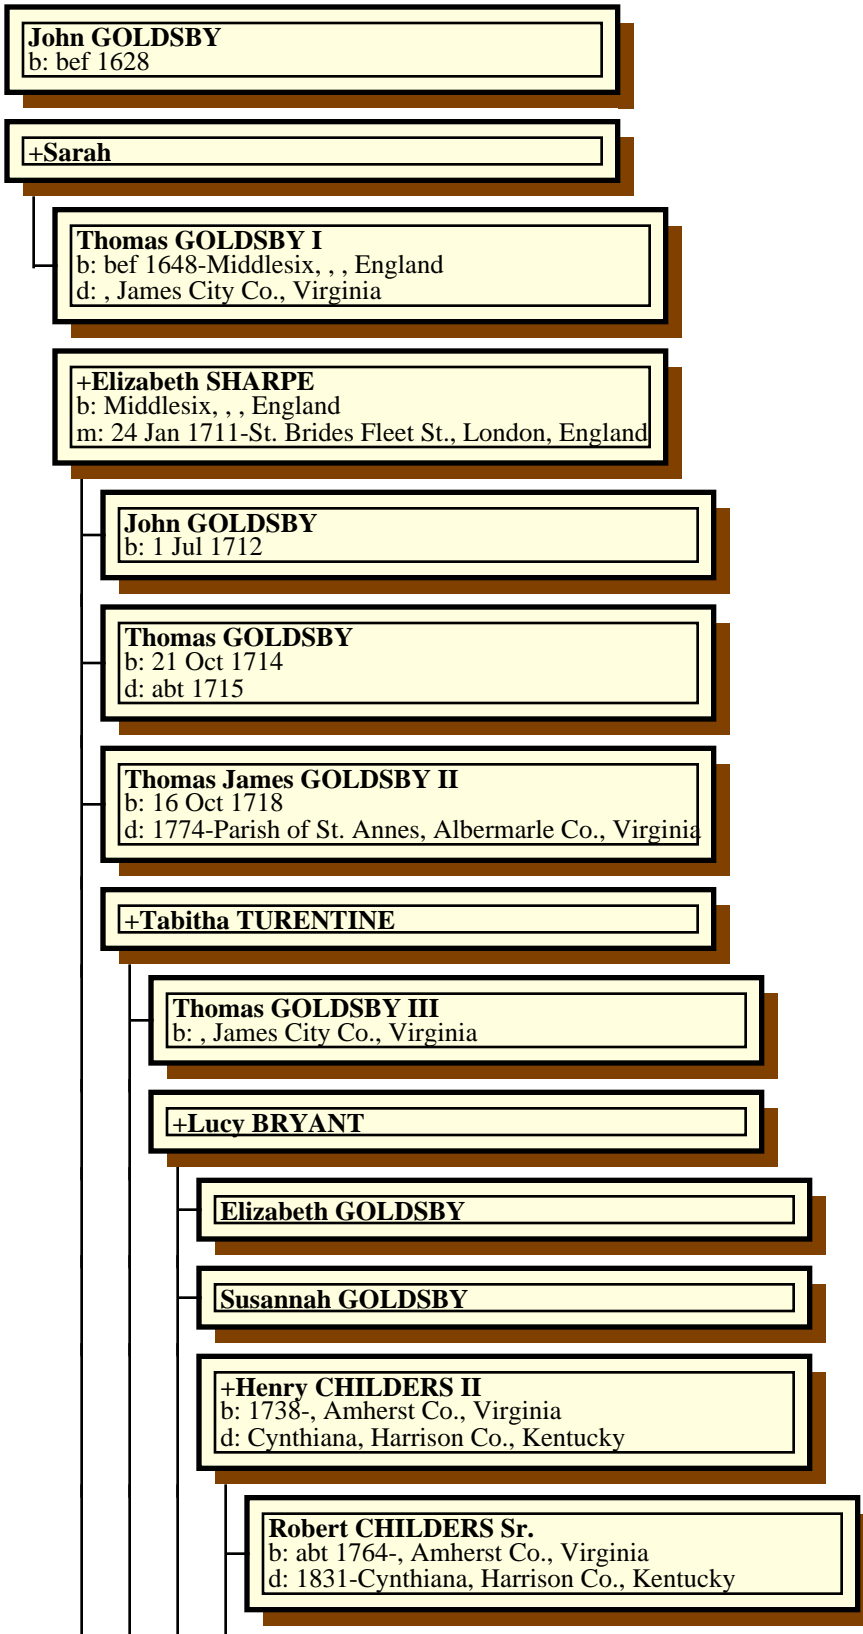 John GOLDSBY
b: bef 1628
+Sarah
Thomas GOLDSBY I
b: bef 1648-Middlesix, , , England
d: , James City Co., Virginia
+Elizabeth SHARPE
b: Middlesix, , , England
m: 24 Jan 1711-St. Brides Fleet St., London, England
John GOLDSBY
b: 1 Jul 1712
Thomas GOLDSBY
b: 21 Oct 1714
d: abt 1715
Thomas James GOLDSBY II
b: 16 Oct 1718
d: 1774-Parish of St. Annes, Albermarle Co., Virginia
+Tabitha TURENTINE
Thomas GOLDSBY III
b: , James City Co., Virginia
+Lucy BRYANT
Elizabeth GOLDSBY
Susannah GOLDSBY
+Henry CHILDERS II
b: 1738-, Amherst Co., Virginia
d: Cynthiana, Harrison Co., Kentucky
Robert CHILDERS Sr.
b: abt 1764-, Amherst Co., Virginia
d: 1831-Cynthiana, Harrison Co., Kentucky